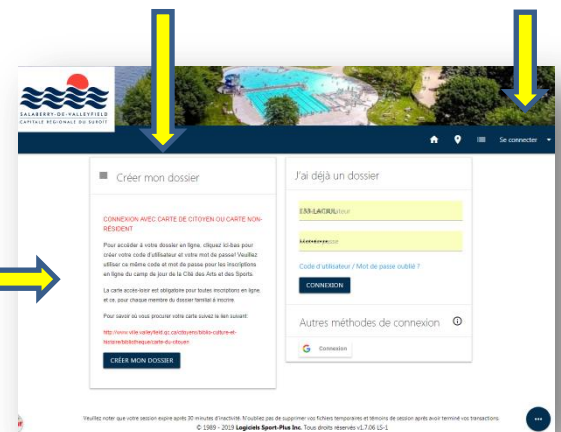 SALABERRY-DE-VALLEYFIELD
CAPITALE RÉGIONALE DU SUROÎT
Se connecter
Créer mon dossier
CONNEXION AVEC CARTE DE CITOYEN OU CARTE NON-
RÉSIDENT
Pour accéder à votre dossier en ligne, cliquez ici-bas pour
créer votre code d'utilisateur et votre mot de passe! Veuillez
utiliser ce même code et mot de passe pour les inscriptions
en ligne du camp de jour de la Cité des Arts et des Sports.
La carte accès-loisir est obligatoire pour toutes inscriptions en ligne,
et ce, pour chaque membre du dossier familial à inscrire.
Pour savoir où vous procurer votre carte suivez le lien suivant:
http://www.ville.valleyfield.qc.ca/citoyens/biblio-culture-et-
histoire/bibliotheque/carte-du-citoyen
CRÉER MON DOSSIER
J'ai déjà un dossier
Code d'utilisateur / Mot de passe oublié ?
CONNEXION
Autres méthodes de connexion
G Connexion
Veuillez noter que votre session expire après 30 minutes d'inactivité. N'oubliez pas de supprimer vos fichiers temporaires et témoins de session après avoir terminé vos transactions.
© 1989 - 2019 Logiciels Sport-Plus Inc. Tous droits réservés v1.7.06 LS-1